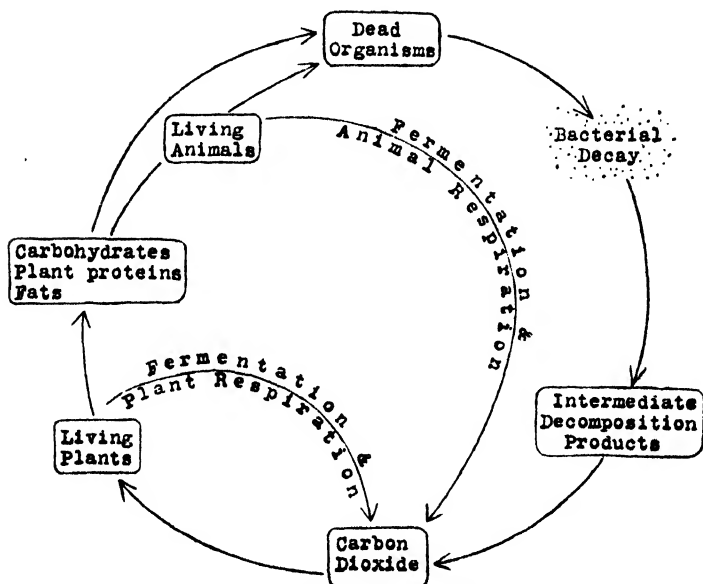 Dead
Organisms
Living
Animals
Fermentation &
Animal Respiration
Bacterial
Decay
Carbohydrates
Plant proteins
Fats
Fermentation &
Plant Respiration
Living
Plants
Intermediate
Decomposition
Products
Carbon
Dioxide